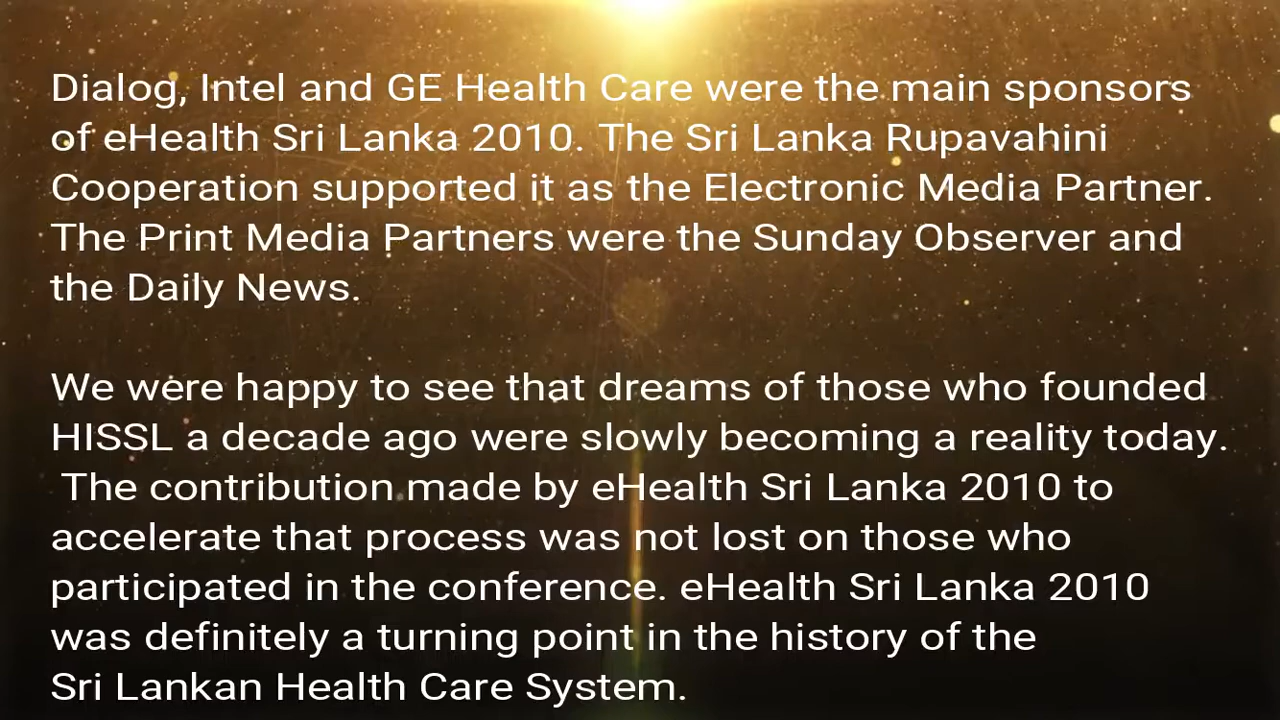 Dialog, Intel and GE Health Care were the main sponsors
of eHealth Sri Lanka 2010. The Sri Lanka Rupavahini
Cooperation supported it as the Electronic Media Partner.
The Print Media Partners were the Sunday Observer and
the Daily News.
We were happy to see that dreams of those who founded
HISSL a decade ago were slowly becoming a reality today.
The contribution made by eHealth Sri Lanka 2010 to
accelerate that process was not lost on those who
participated in the conference. eHealth Sri Lanka 2010
was definitely a turning point in the history of the
Sri Lankan Health Care System.